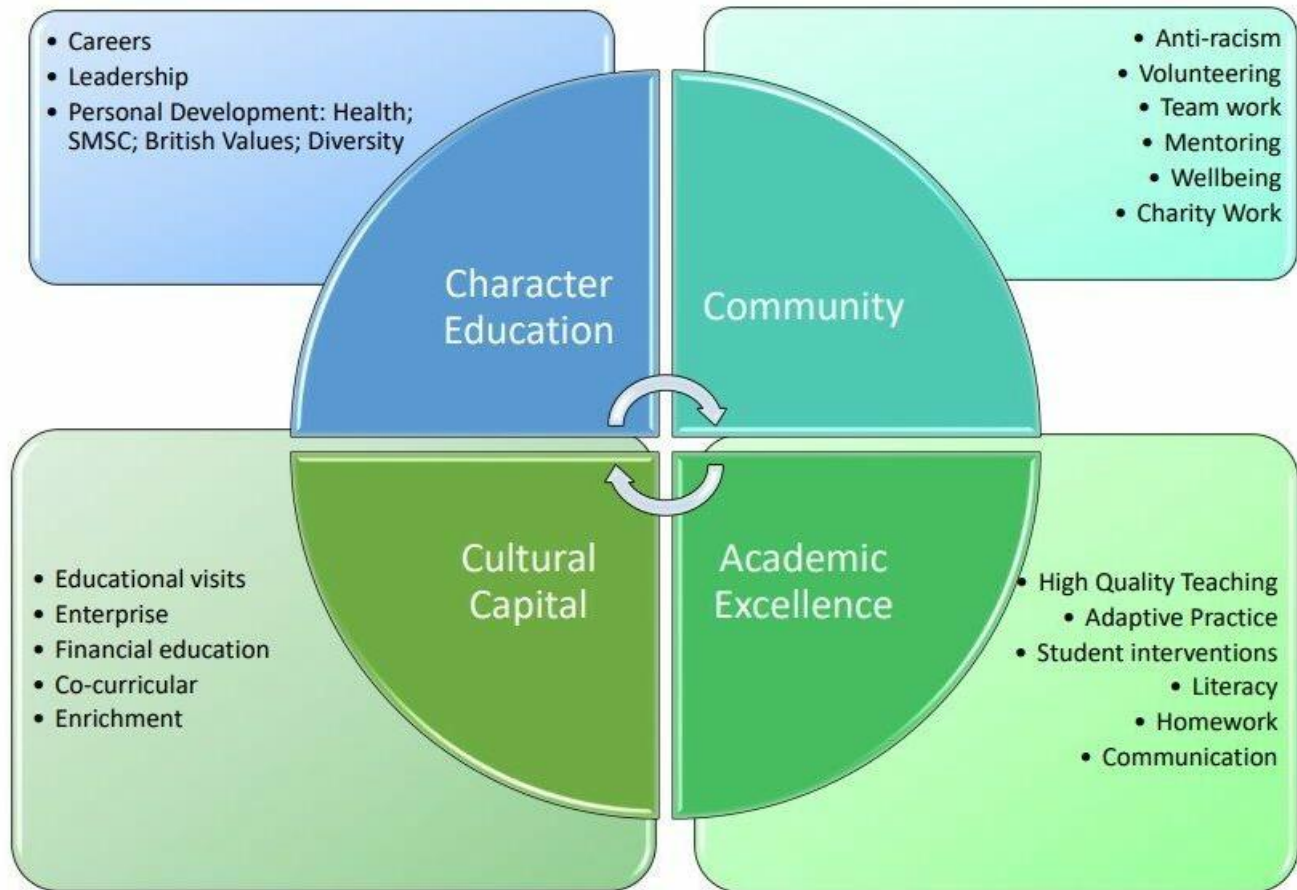 • Careers
• Leadership
• Personal Development: Health;
SMSC; British Values; Diversity
• Anti-racism
• Volunteering
• Team work
• Mentoring
• Wellbeing
• Charity Work
Character
Education
Community
Cultural
Capital
Academic
Excellence
• Educational visits
• Enterprise
• Financial education
• Co-curricular
• Enrichment
• High Quality Teaching
• Adaptive Practice
• Student interventions
• Literacy
• Homework
• Communication